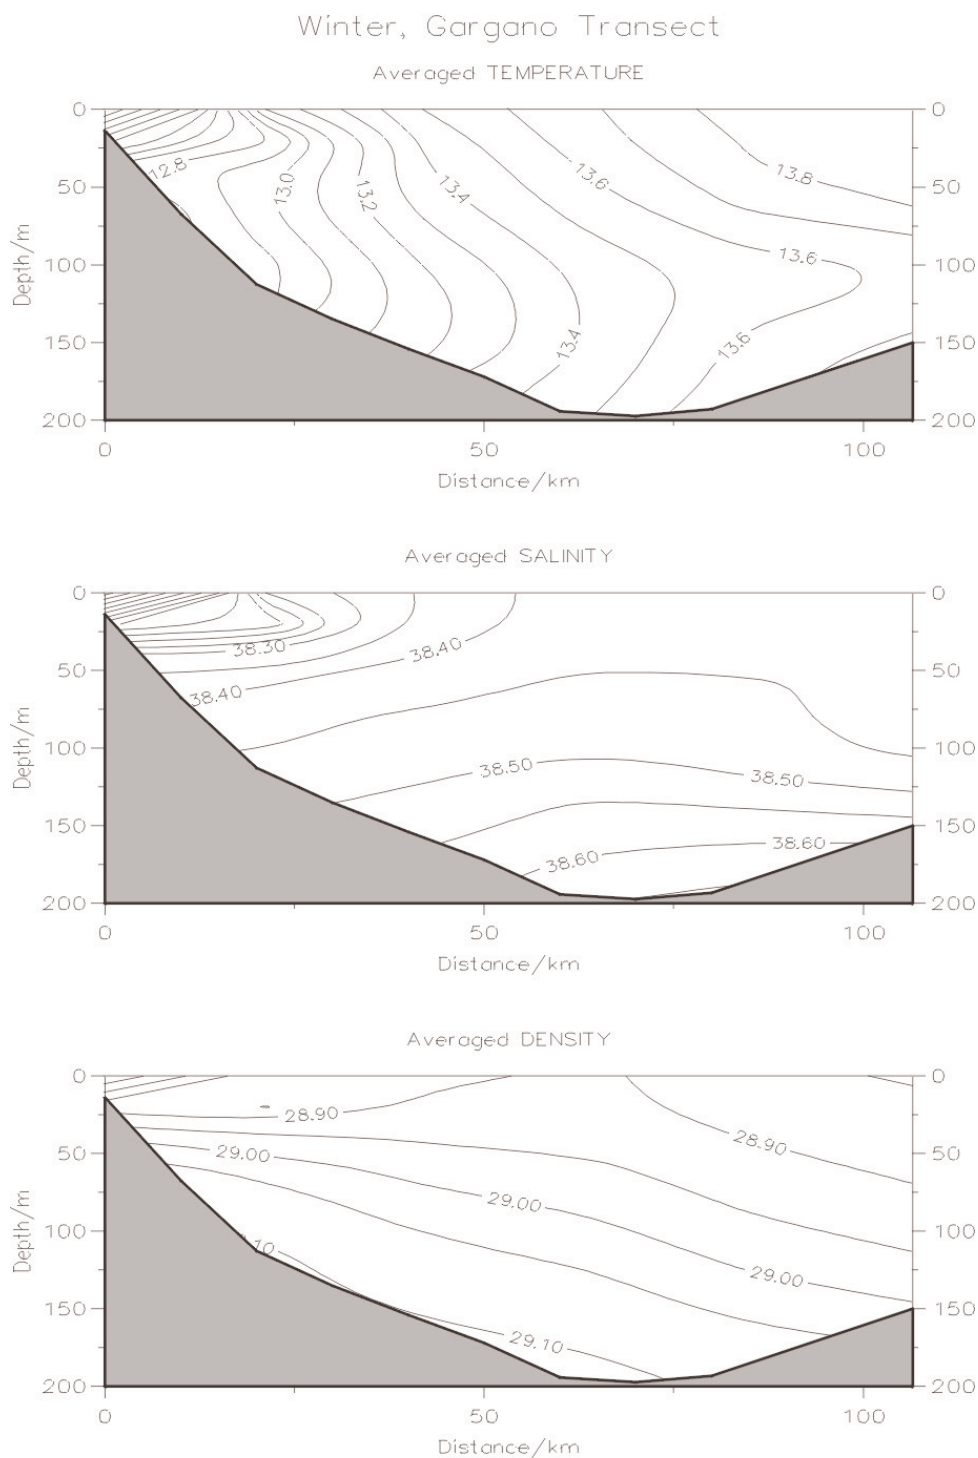 Winter, Gargano Transect
Averaged TEMPERATURE
0 0
12.8 13.0 13.2 13.4 13.6 13.8
50 50
Depth/m
100 13.6 100
150 13.4 13.6 150
200 200
0 50 100
Distance/km
Averaged SALINITY
0 0
38.30 38.40
50 50
38.40
Depth/m
100 38.50 38.50 100
150 150
38.60 38.60
200 200
0 50 100
Distance/km
Averaged DENSITY
0 0
28.90 28.90
50 29.00 50
29.00
Depth/m
100 100
29.00
150 150
29.10
200 200
0 50 100
Distance/km